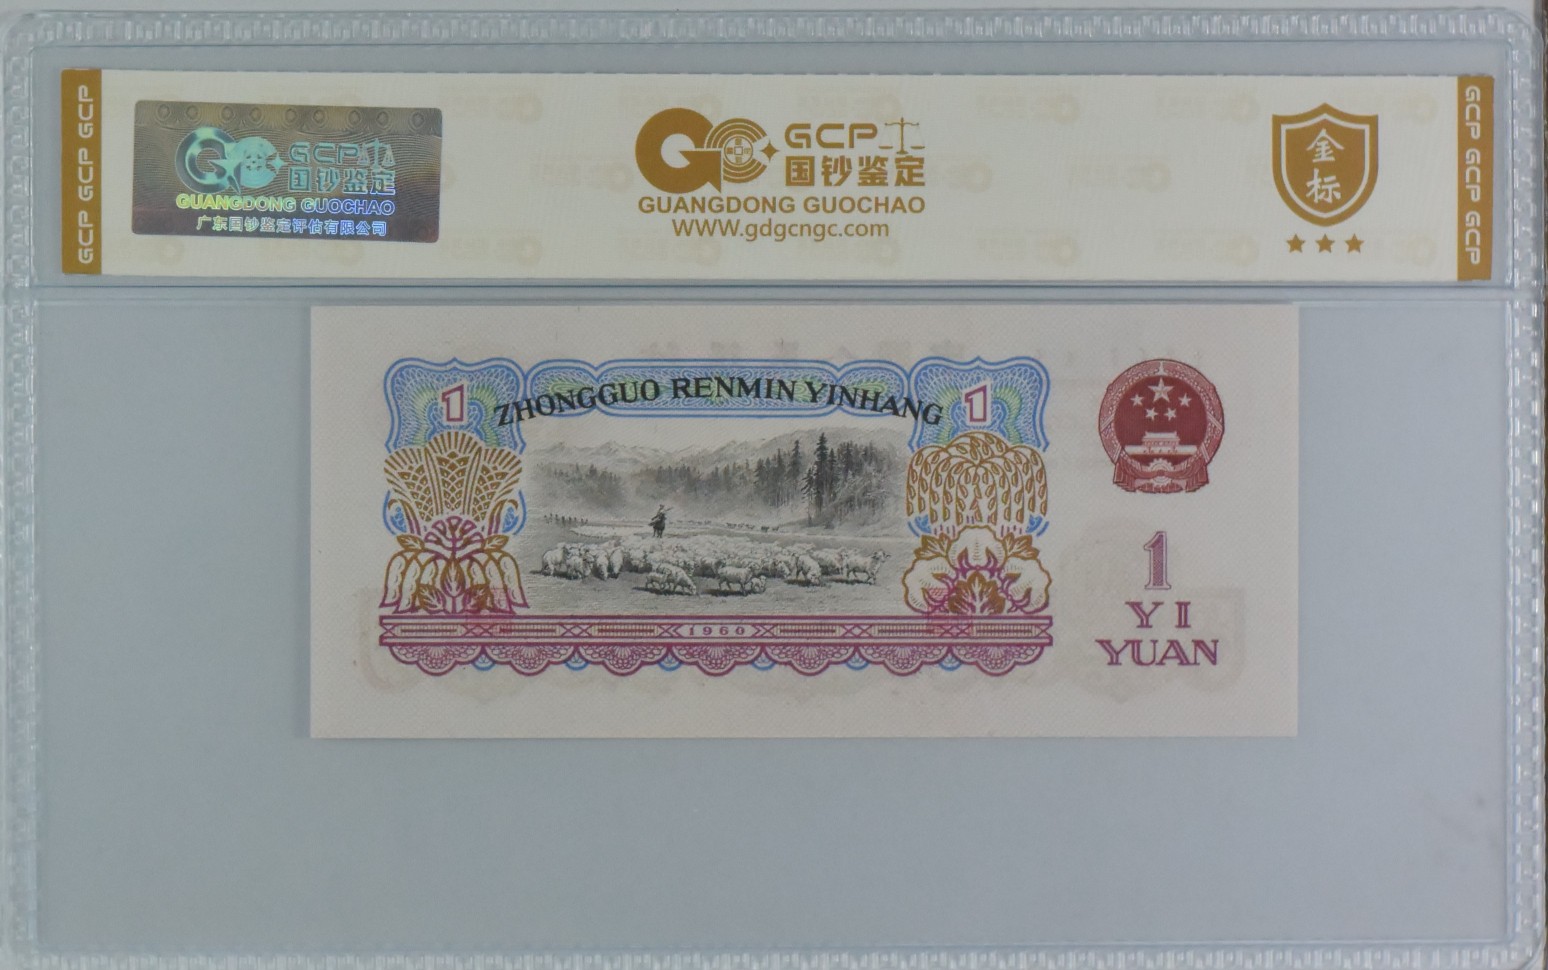 GCP GCP GCP
GCP
国钞鉴定
GUANGDONG GUOCHAO
广东国钞鉴定评估有限公司
GCP
国钞鉴定
GUANGDONG GUOCHAO
WWW.gdgcngc.com
金
标
GCP GCP GCP
1
ZHONGGUO RENMIN YINHANG
1
1960
1
YI
YUAN